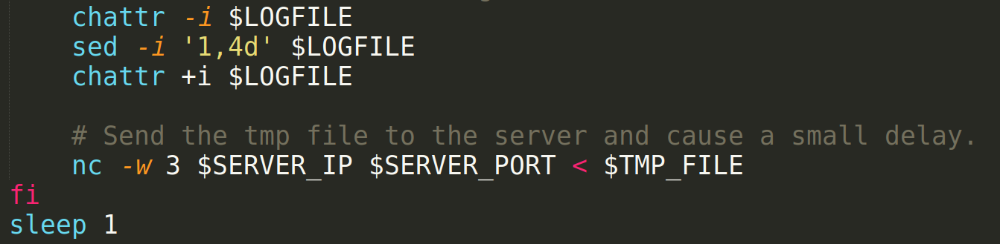 chattr -i $LOGFILE
sed -i '1,4d' $LOGFILE
chattr +i $LOGFILE
# Send the tmp file to the server and cause a small delay.
nc -w 3 $SERVER_IP $SERVER_PORT < $TMP_FILE
fi
sleep 1